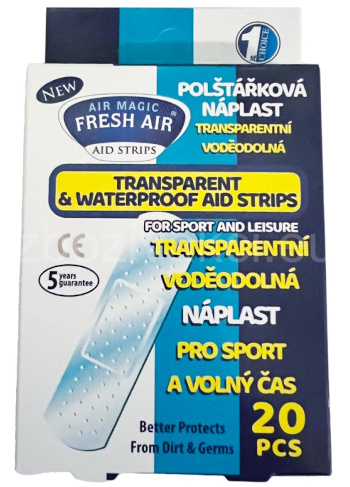 NEW
AIR MAGIC
FRESH AIR®
AID STRIPS
1
st
CHOICE
POLŠTÁŘKOVÁ
NÁPLAST
TRANSPARENTNÍ
VODĚODOLNÁ
TRANSPARENT
& WATERPROOF AID STRIPS
FOR SPORT AND LEISURE
CE
5 years
guarantee
TRANSPARENTNÍ
VODĚODOLNÁ
NÁPLAST
PRO SPORT
A VOLNÝ ČAS
Better Protects
From Dirt & Germs
20
PCS